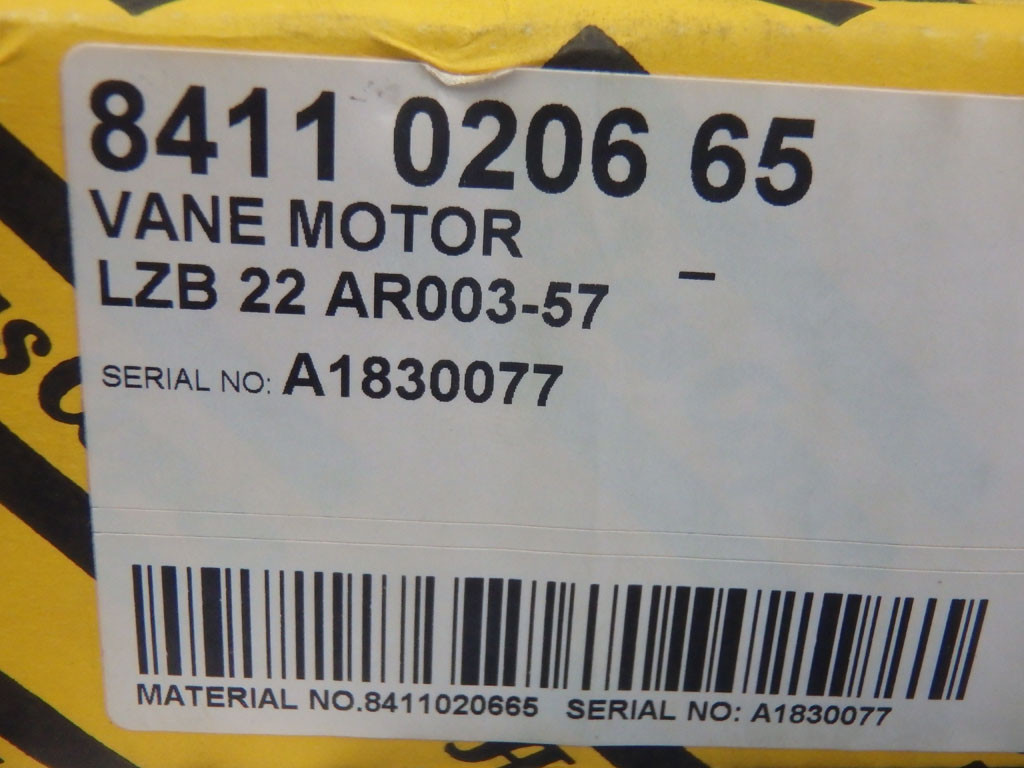 8411 0206 65
VANE MOTOR
LZB 22 AR003-57 –
SERIAL NO: A1830077
MATERIAL NO.8411020665 SERIAL NO: A1830077